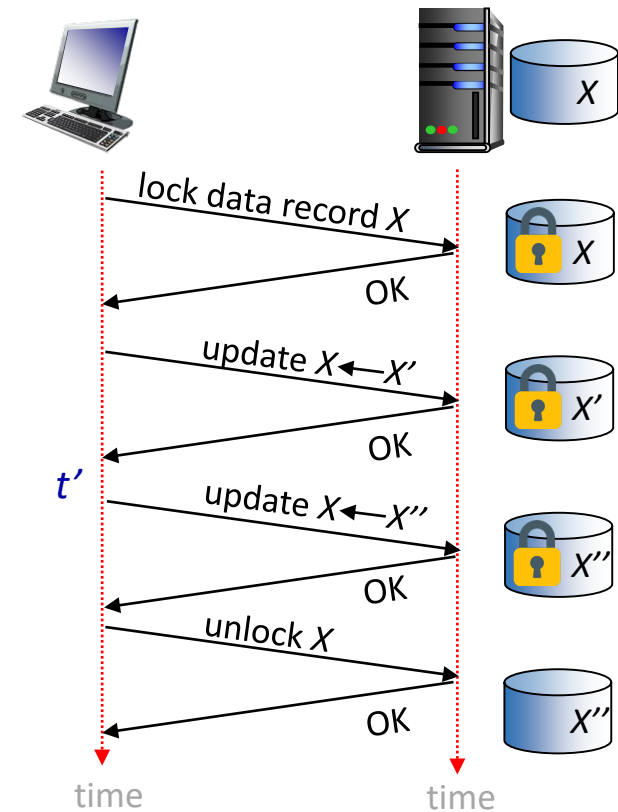 X
lock data record X
X
OK
update X←X'
X'
OK
t'
update X←X''
X''
OK
unlock X
X''
OK
time
time